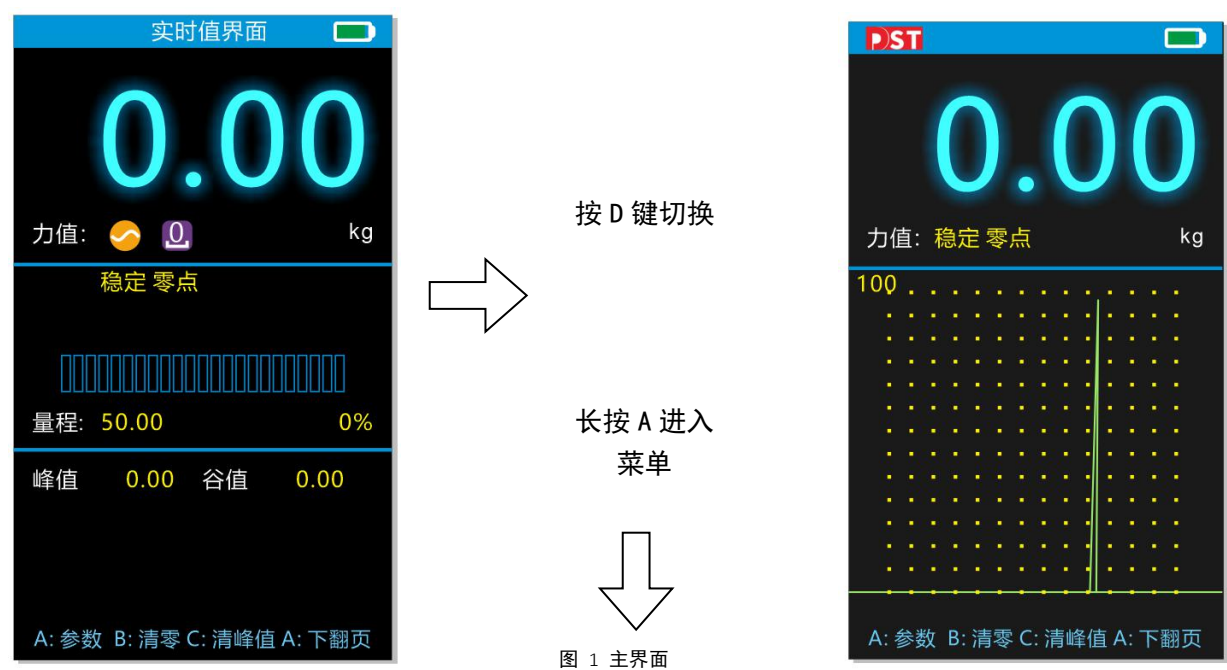 实时值界面
0.00
力值: 0 kg
稳定 零点
量程: 50.00 0%
峰值 0.00 谷值 0.00
A: 参数 B: 清零 C: 清峰值 A: 下翻页
按 D 键切换
长按 A 进入
菜单
图 1 主界面
DST
0.00
力值: 稳定 零点 kg
100
A: 参数 B: 清零 C: 清峰值 A: 下翻页